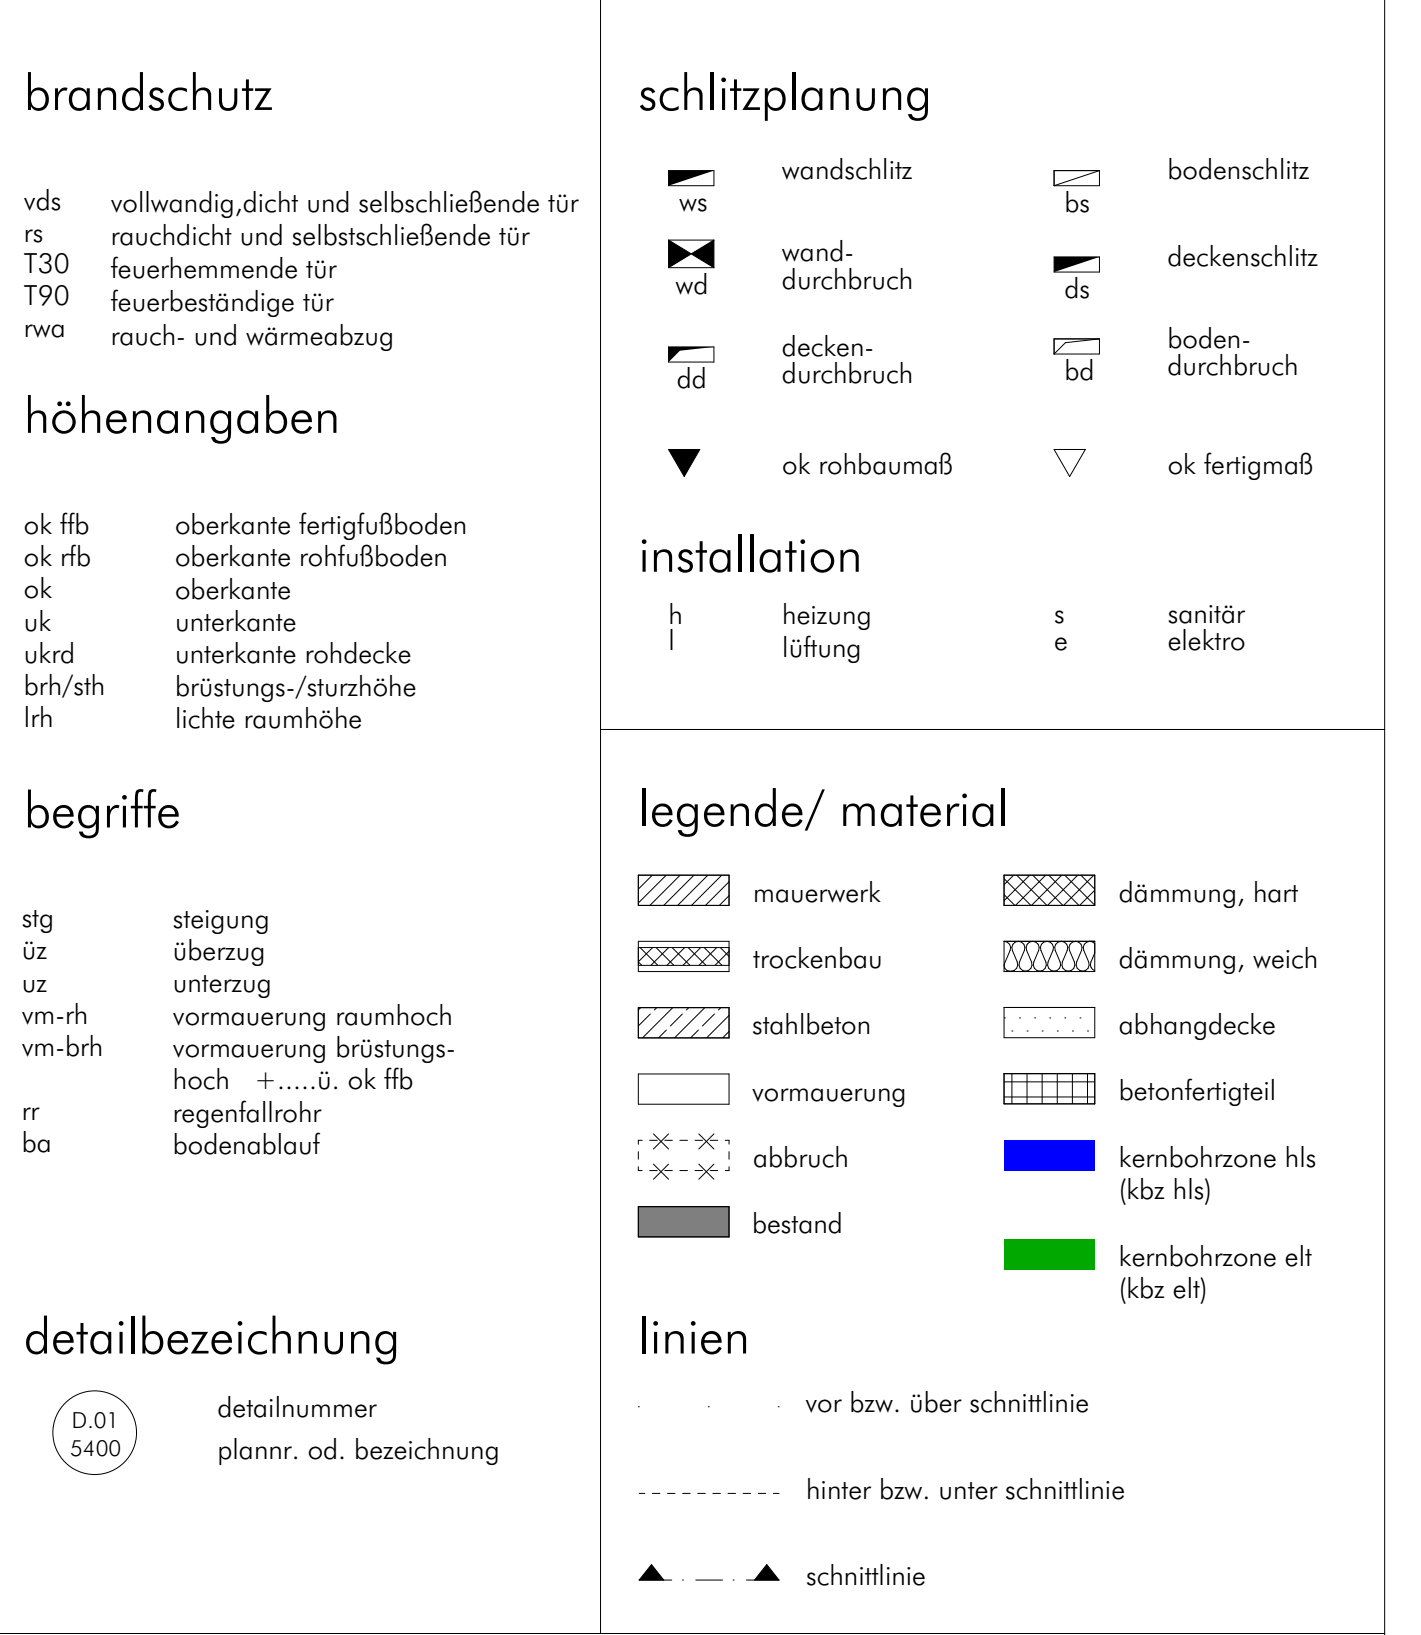 brandschutz
vds vollwandig,dicht und selbschließende tür
rs rauchdicht und selbstschließende tür
T30 feuerhemmende tür
T90 feuerbeständige tür
rwa rauch- und wärmeabzug
höhenangaben
ok ffb oberkante fertigfußboden
ok rfb oberkante rohfußboden
ok oberkante
uk unterkante
ukrd unterkante rohdecke
brh/sth brüstungs-/sturzhöhe
lrh lichte raumhöhe
begriffe
stg steigung
üz überzug
uz unterzug
vm-rh vormauerung raumhoch
vm-brh vormauerung brüstungs-
hoch +.....ü. ok ffb
rr regenfallrohr
ba bodenablauf
detailbezeichnung
D.01 detailnummer
5400 plannr. od. bezeichnung
schlitzplanung
wandschlitz
ws
bodenschlitz
bs
wand-
durchbruch
wd
deckenschlitz
ds
decken-
durchbruch
dd
boden-
durchbruch
bd
ok rohbaumaß
ok fertigmaß
installation
h heizung
s sanitär
l lüftung
e elektro
legende/ material
mauerwerk
dämmung, hart
trockenbau
dämmung, weich
stahlbeton
abhangdecke
vormauerung
betonfertigteil
abbruch
kernbohrzone hls
(kbz hls)
bestand
kernbohrzone elt
(kbz elt)
linien
vor bzw. über schnittlinie
hinter bzw. unter schnittlinie
schnittlinie